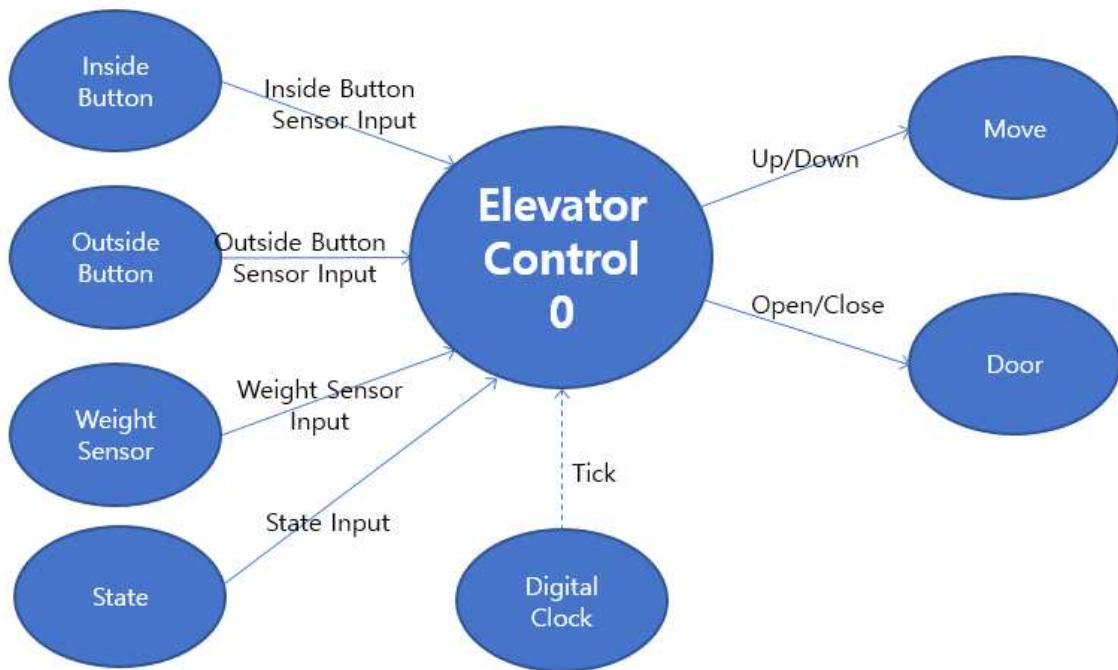 Inside
Button
Inside Button
Sensor Input
Outside
Button
Outside Button
Sensor Input
Weight
Sensor
Weight Sensor
Input
State
State Input
Elevator
Control
0
Tick
Digital
Clock
Up/Down
Move
Open/Close
Door